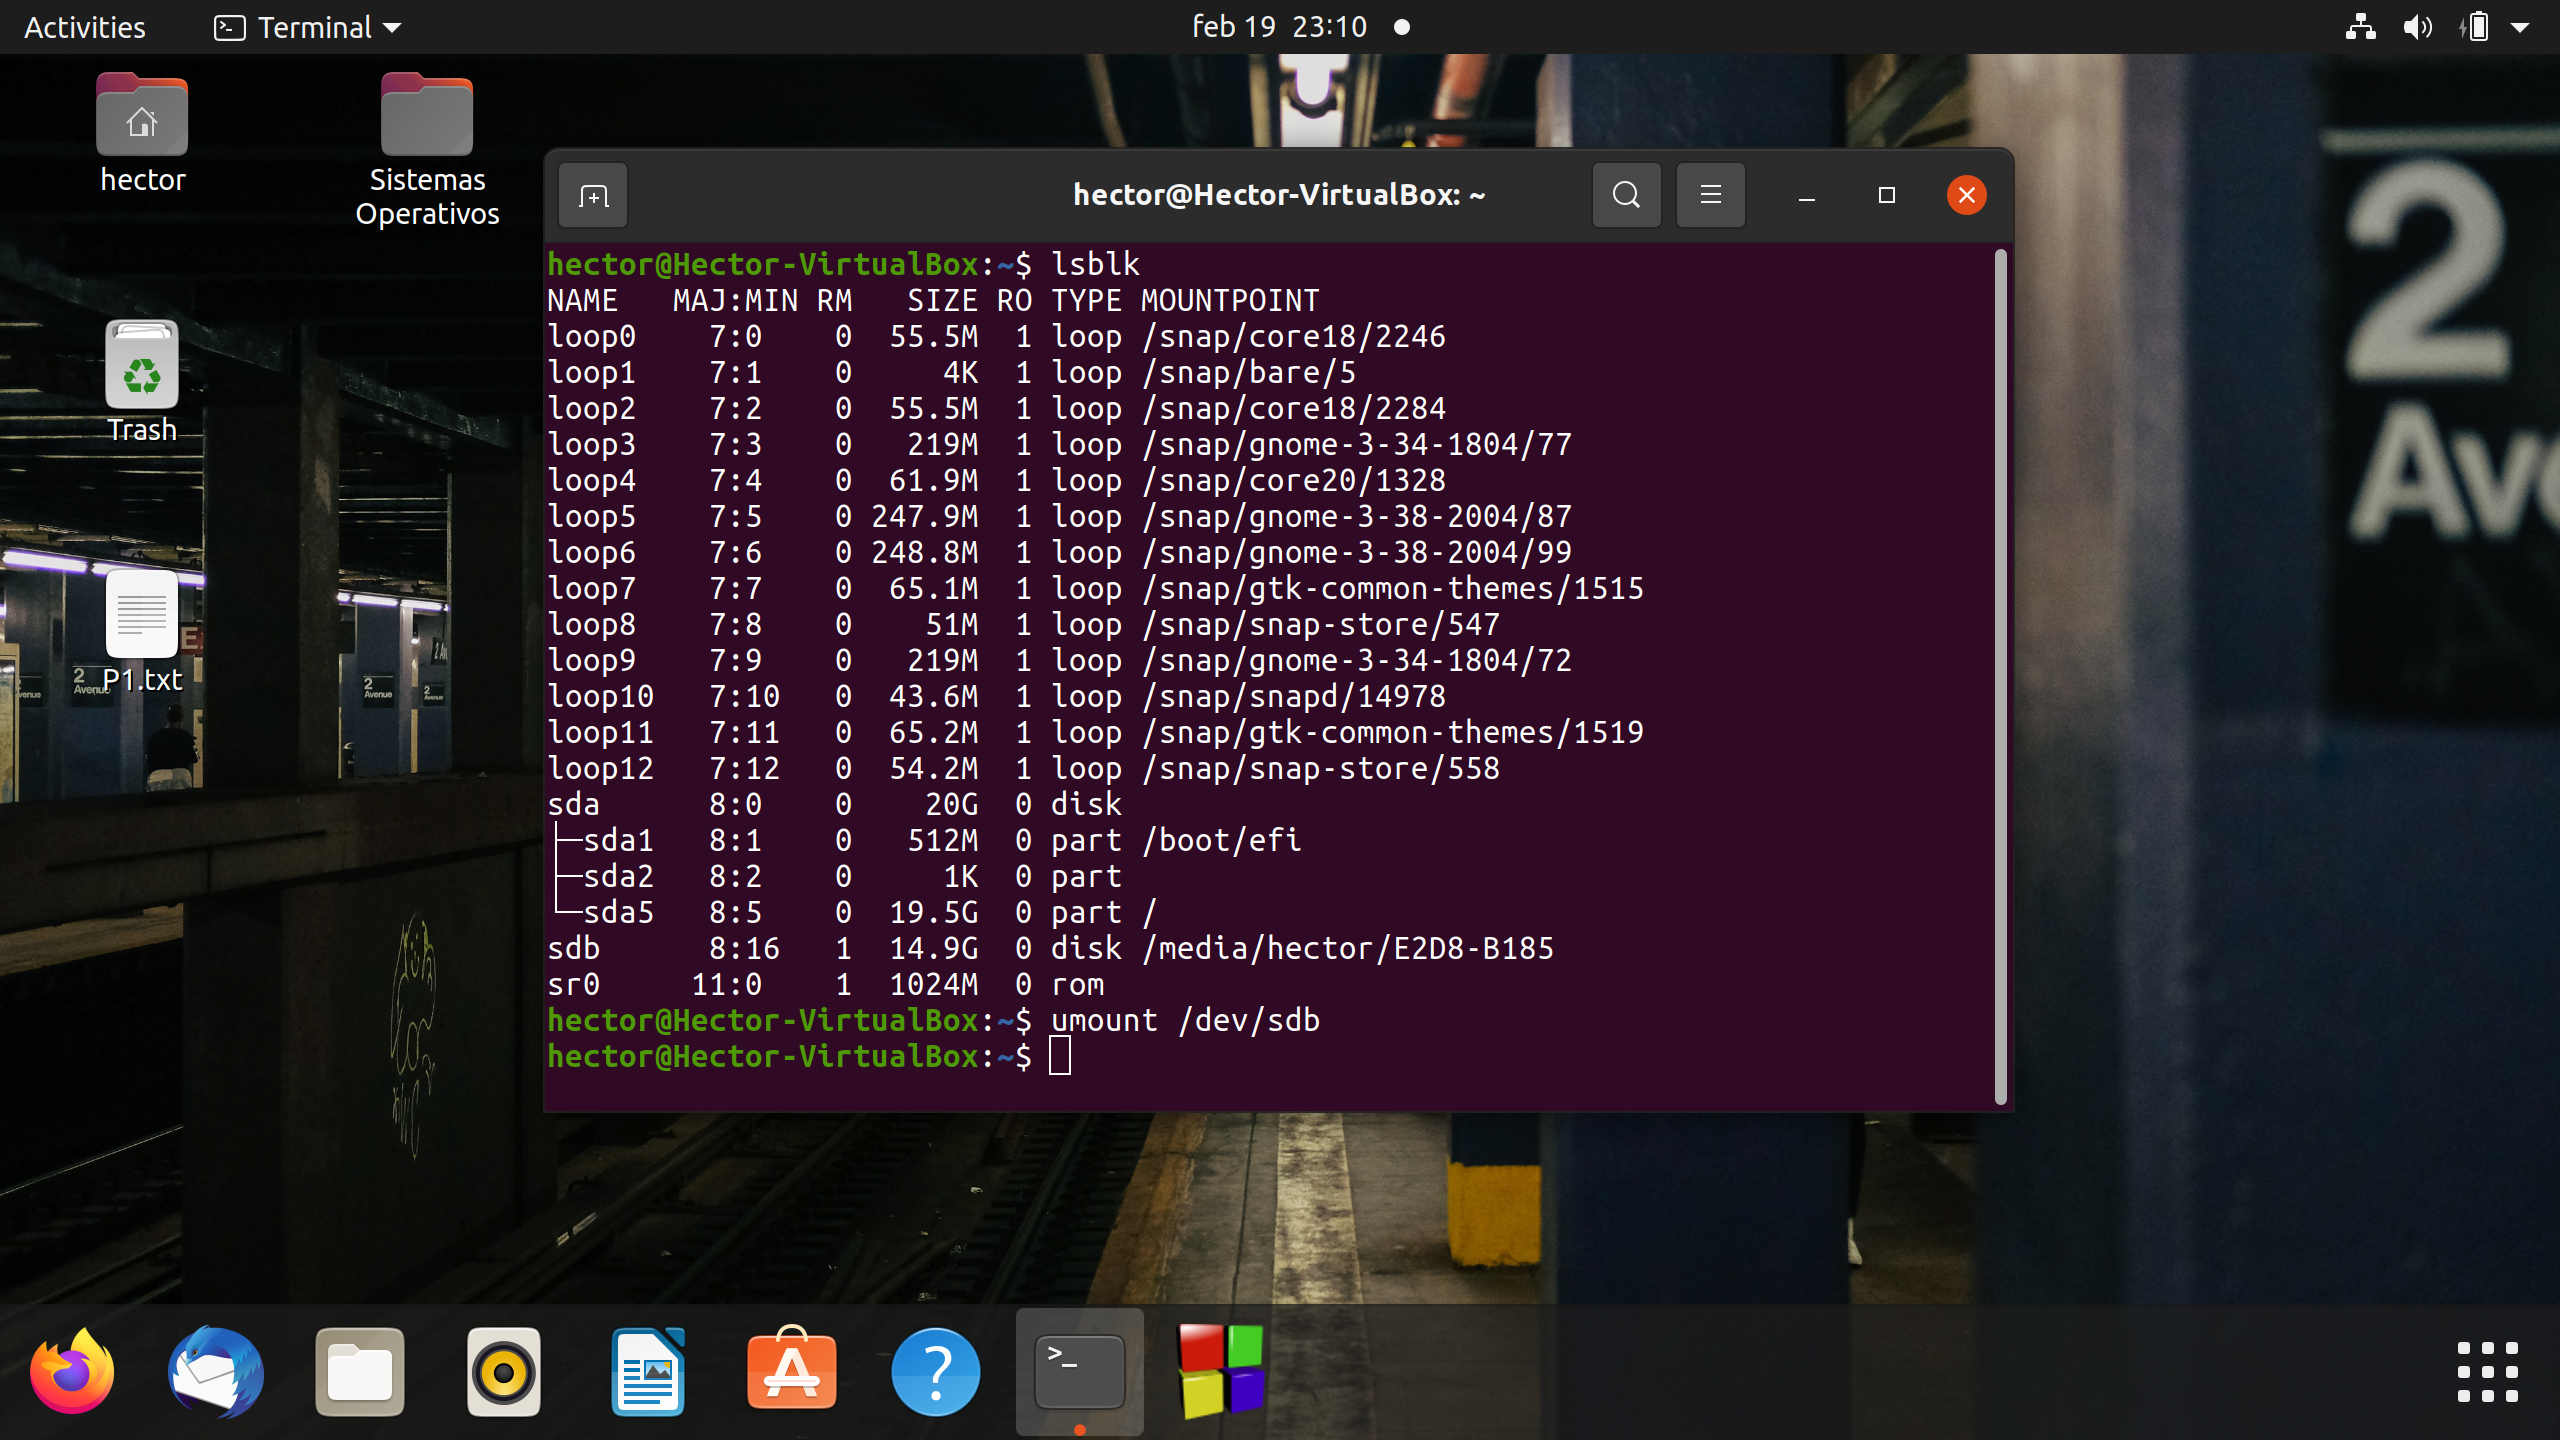 Activities
Terminal
feb 19 23:10
hector
Sistemas
Operativos
Trash
P1.txt
hector@Hector-VirtualBox: ~
hector@Hector-VirtualBox:~$ lsblk
NAME   MAJ:MIN RM   SIZE RO TYPE MOUNTPOINT
loop0    7:0    0  55.5M  1 loop /snap/core18/2246
loop1    7:1    0     4K  1 loop /snap/bare/5
loop2    7:2    0  55.5M  1 loop /snap/core18/2284
loop3    7:3    0   219M  1 loop /snap/gnome-3-34-1804/77
loop4    7:4    0  61.9M  1 loop /snap/core20/1328
loop5    7:5    0 247.9M  1 loop /snap/gnome-3-38-2004/87
loop6    7:6    0 248.8M  1 loop /snap/gnome-3-38-2004/99
loop7    7:7    0  65.1M  1 loop /snap/gtk-common-themes/1515
loop8    7:8    0    51M  1 loop /snap/snap-store/547
loop9    7:9    0   219M  1 loop /snap/gnome-3-34-1804/72
loop10   7:10   0  43.6M  1 loop /snap/snapd/14978
loop11   7:11   0  65.2M  1 loop /snap/gtk-common-themes/1519
loop12   7:12   0  54.2M  1 loop /snap/snap-store/558
sda      8:0    0    20G  0 disk
├─sda1   8:1    0   512M  0 part /boot/efi
├─sda2   8:2    0     1K  0 part
└─sda5   8:5    0  19.5G  0 part /
sdb      8:16   1  14.9G  0 disk /media/hector/E2D8-B185
sr0     11:0    1  1024M  0 rom
hector@Hector-VirtualBox:~$ umount /dev/sdb
hector@Hector-VirtualBox:~$
2
Av
2
Avenue
2
Avenue
2
Avenue